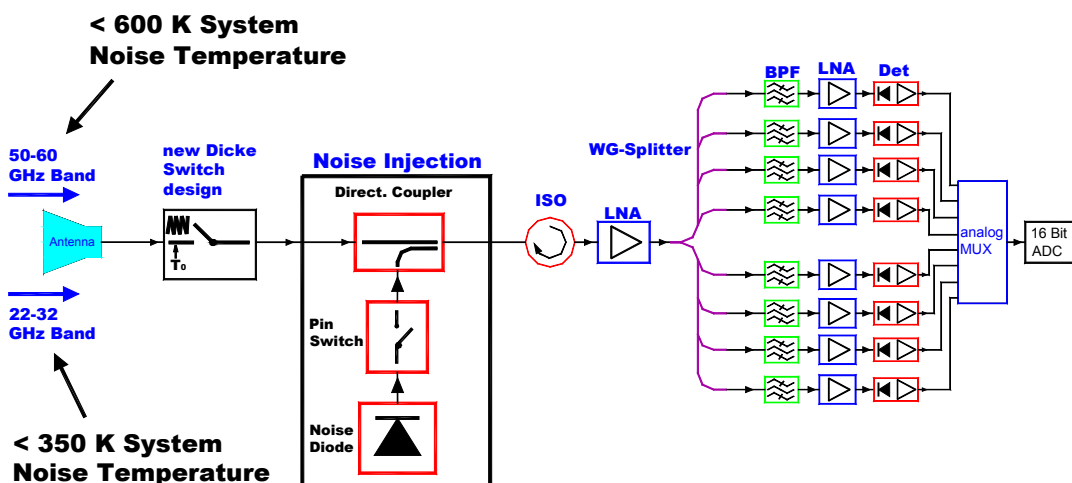 < 600 K System
Noise Temperature
50-60
GHz Band
new Dicke
Switch
design
Noise Injection
Direct. Coupler
ISO
LNA
WG-Splitter
BPF
LNA
Det
Antenna
T0
analog
MUX
16 Bit
ADC
Pin
Switch
22-32
GHz Band
Noise
Diode
< 350 K System
Noise Temperature